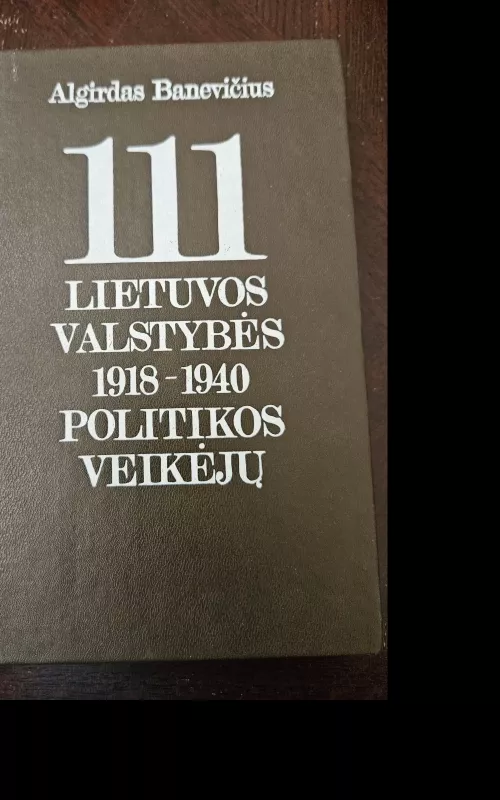 Algirdas Banevičius
111
LIETUVOS
VALSTYBĖS
1918-1940
POLITIKOS
VEIKĖJŲ